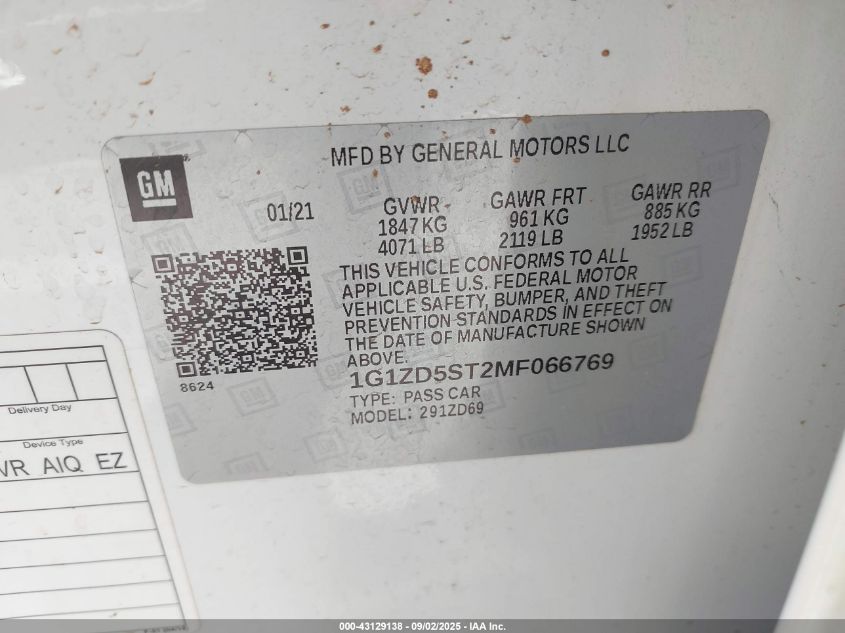 MFD BY GENERAL MOTORS LLC
GM
01/21
GVWR
1847 KG
4071 LB
GAWR FRT
961 KG
2119 LB
GAWR RR
885 KG
1952 LB
THIS VEHICLE CONFORMS TO ALL
APPLICABLE U.S. FEDERAL MOTOR
VEHICLE SAFETY, BUMPER, AND THEFT
PREVENTION STANDARDS IN EFFECT ON
THE DATE OF MANUFACTURE SHOWN
ABOVE.
8624
1G1ZD5ST2MF066769
TYPE: PASS CAR
MODEL: 291ZD69
Delivery Day
Device Type
VR AIQ EZ
000-43129138 - 09/02/2025 - IAA Inc.